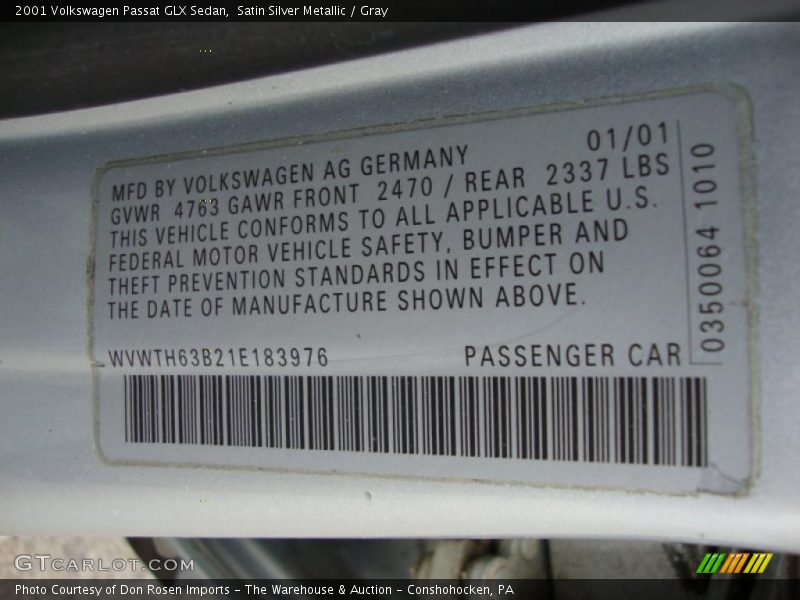 2001 Volkswagen Passat GLX Sedan,  Satin Silver Metallic / Gray
01/01
MFD BY VOLKSWAGEN AG GERMANY
GVWR 4763 GAWR FRONT 2470 / REAR 2337 LBS
THIS VEHICLE CONFORMS TO ALL APPLICABLE U.S.
FEDERAL MOTOR VEHICLE SAFETY, BUMPER AND
THEFT PREVENTION STANDARDS IN EFFECT ON
THE DATE OF MANUFACTURE SHOWN ABOVE.
WVWTH63B21E183976 PASSENGER CAR
0350064 1010
GTCARLOT.COM
Photo Courtesy of Don Rosen Imports – The Warehouse & Auction – Conshohocken, PA